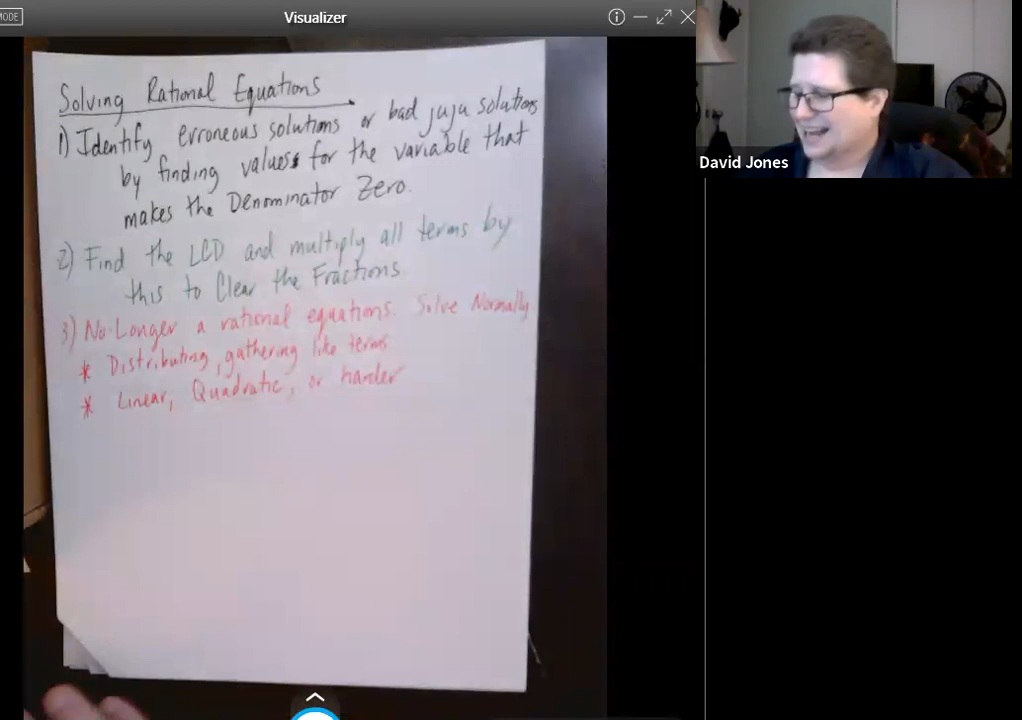 MODE
Visualizer
Solving Rational Equations
1) Identify erroneous solutions or bad juju solutions
by finding values for the variable that
makes the Denominator Zero.
2) Find the LCD and multiply all terms by
this to Clear the Fractions
3) No Longer a rational equations. Solve Normally.
* Distributing, gathering like terms
* Linear, Quadratic, or harder
David Jones